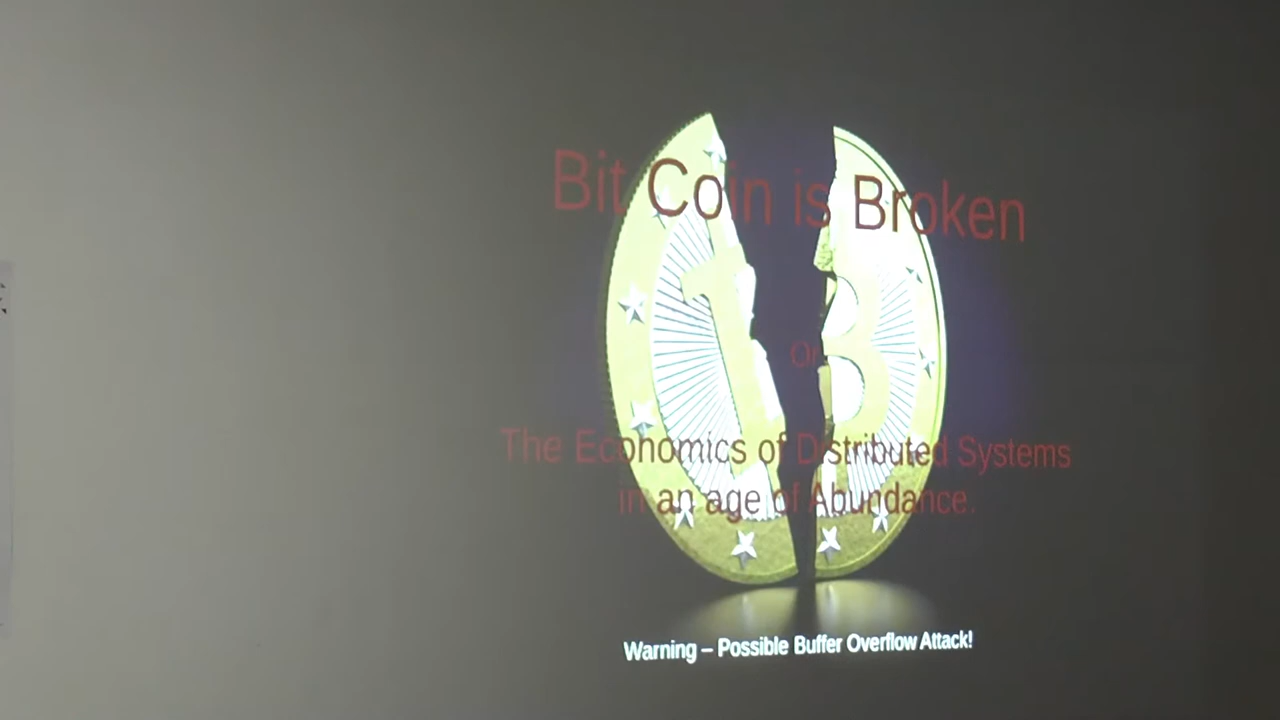 Bit Coin is Broken
Or
The Economics of Distributed Systems
in an age of Abundance.
Warning – Possible Buffer Overflow Attack!